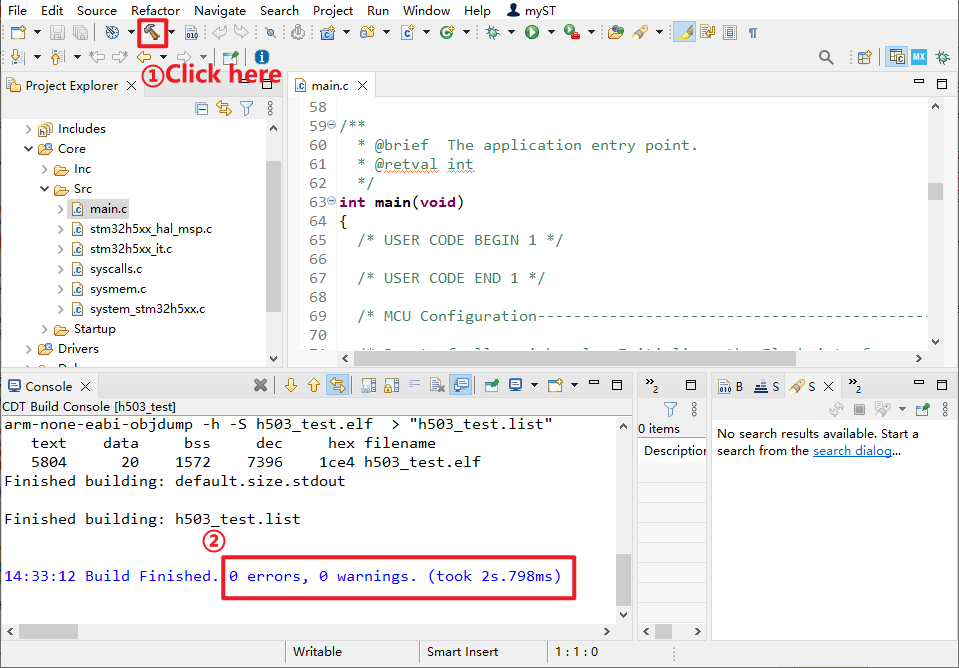 File Edit Source Refactor Navigate Search Project Run Window Help myST
①Click here
Project Explorer
main.c
Includes
Core
Inc
Src
main.c
stm32h5xx_hal_msp.c
stm32h5xx_it.c
syscalls.c
sysmem.c
system_stm32h5xx.c
Startup
Drivers
58
59 /**
60 * @brief The application entry point.
61 * @retval int
62 */
63 int main(void)
64 {
65 /* USER CODE BEGIN 1 */
66
67 /* USER CODE END 1 */
68
69 /* MCU Configuration-------------------------------------------
70
Console
CDT Build Console [h503_test]
arm-none-eabi-objdump -h -S h503_test.elf > "h503_test.list"
text data bss dec hex filename
5804 20 1572 7396 1ce4 h503_test.elf
Finished building: default.size.stdout
Finished building: h503_test.list
②
14:33:12 Build Finished. 0 errors, 0 warnings. (took 2s.798ms)
0 items
Description
B S S
No search results available. Start a
search from the search dialog...
Writable Smart Insert 1 : 1 : 0